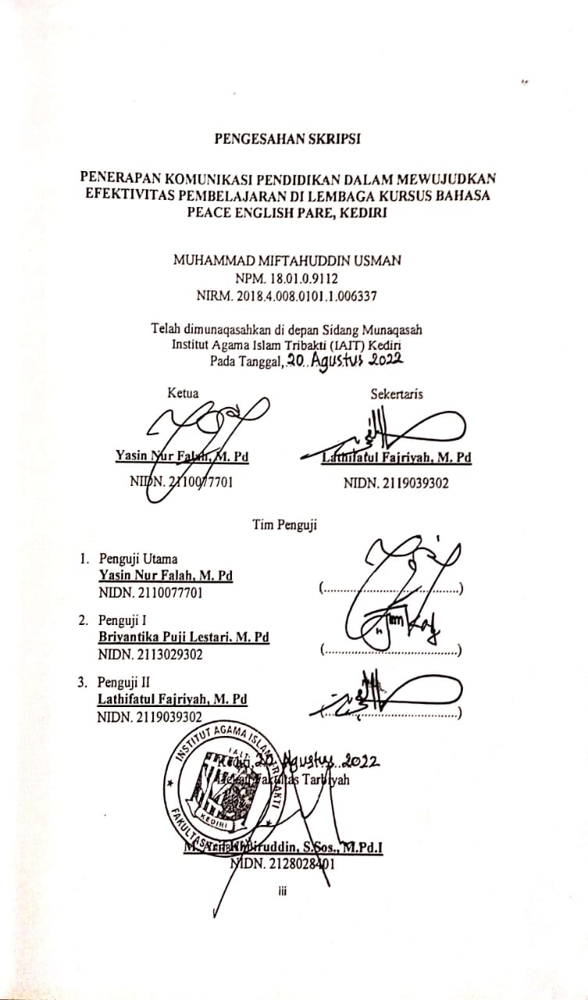 PENGESAHAN SKRIPSI
PENERAPAN KOMUNIKASI PENDIDIKAN DALAM MEWUJUDKAN
EFEKTIVITAS PEMBELAJARAN DI LEMBAGA KURSUS BAHASA
PEACE ENGLISH PARE, KEDIRI
MUHAMMAD MIFTAHUDDIN USMAN
NPM. 18.01.0.9112
NIRM. 2018.4.008.0101.1.006337
Telah dimunaqasahkan di depan Sidang Munaqasah
Institut Agama Islam Tribakti (IAIT) Kediri
Pada Tanggal, 20 Agustus 2022
Ketua Sekertaris
Yasin Nur Falah, M. Pd Lathifatul Fajriyah, M. Pd
NIDN. 2110077701 NIDN. 2119039302
Tim Penguji
1. Penguji Utama
Yasin Nur Falah, M. Pd
NIDN. 2110077701 (........................................)
2. Penguji I
Briyantika Puji Lestari, M. Pd
NIDN. 2113029302 (........................................)
3. Penguji II
Lathifatul Fajriyah, M. Pd
NIDN. 2119039302 (........................................)
INSTITUT AGAMA ISLAM TRIBAKTI
IAIT
KEDIRI
FAKULTAS
Kediri, 20 Agustus 2022
Dekan Fakultas Tarbiyah
M. Arif Khoiruddin, S.Sos., M.Pd.I
NIDN. 2128028401
iii